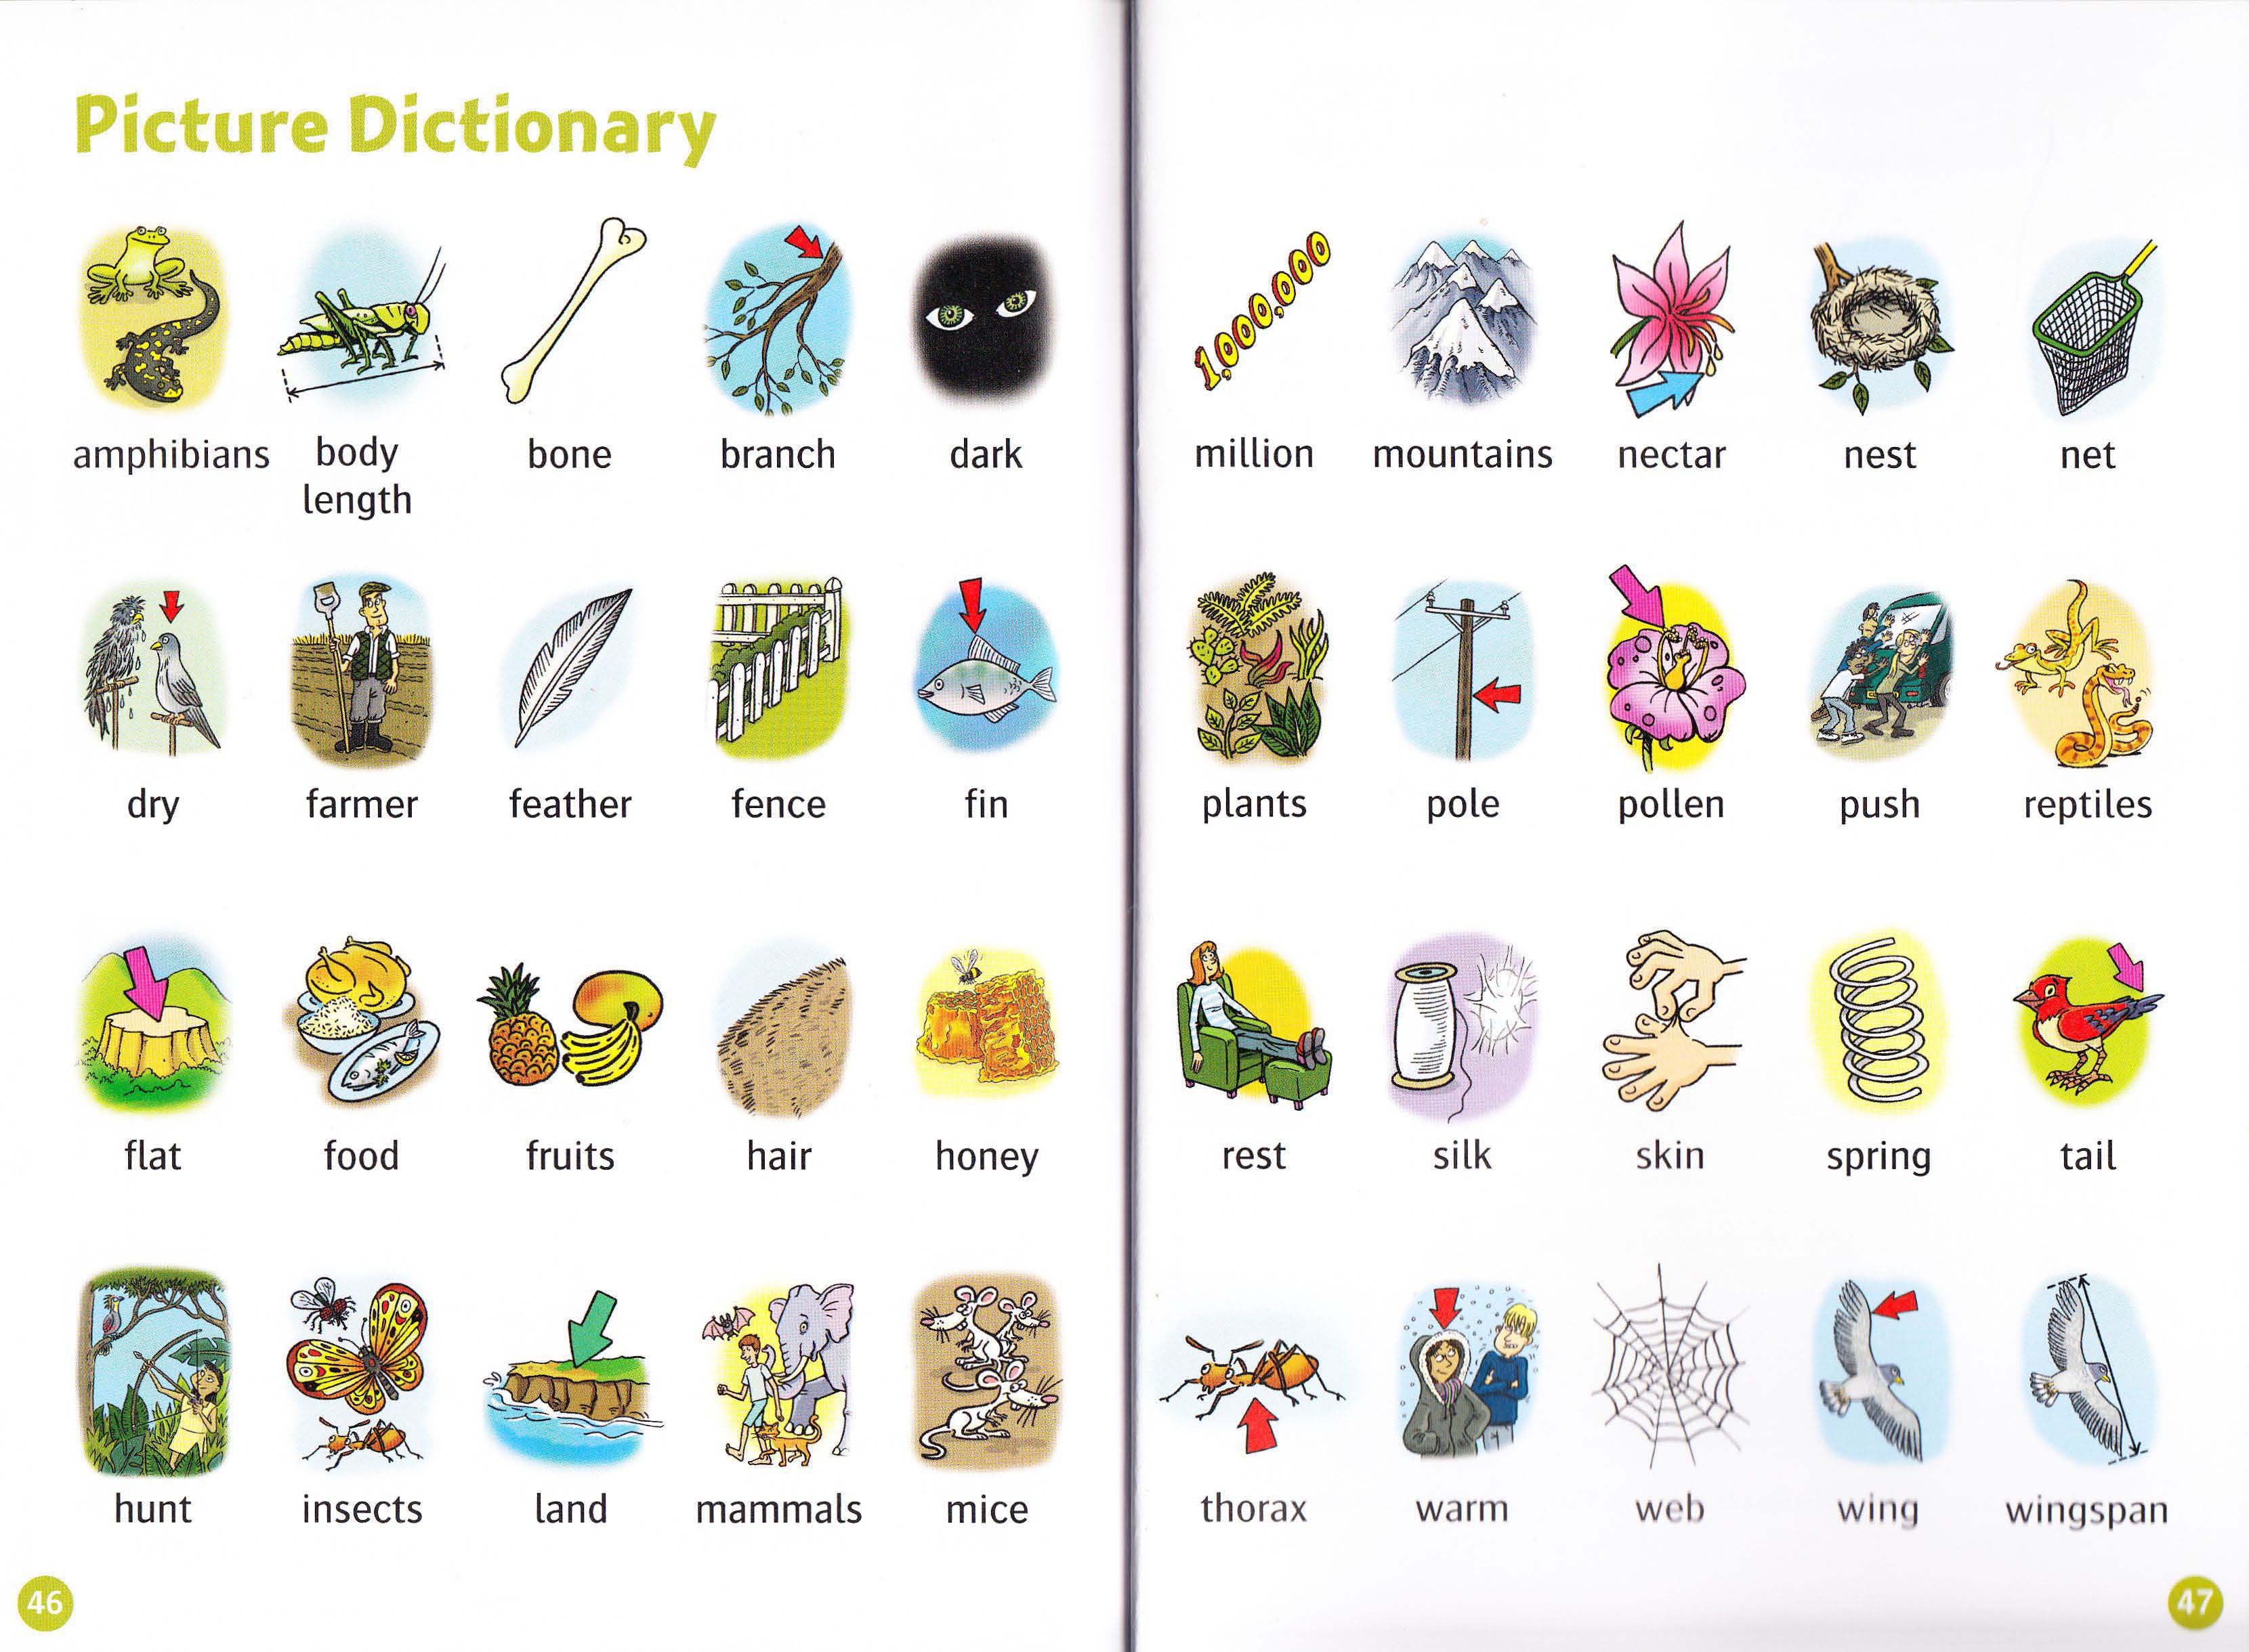 Picture Dictionary
amphibians body length bone branch dark
dry farmer feather fence fin
flat food fruits hair honey
hunt insects land mammals mice
46
1,000,000
million mountains nectar nest net
plants pole pollen push reptiles
rest silk skin spring tail
thorax warm web wing wingspan
47